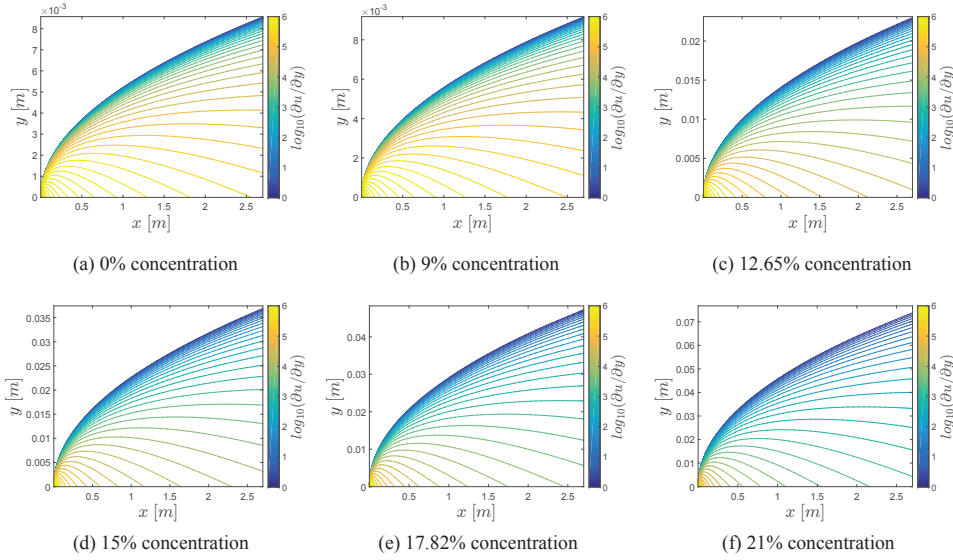 ×10⁻³
8
7
6
5
4
3
2
1
y [m]
0.5 1 1.5 2 2.5
x [m]
6
5
4
3
2
1
0
log₁₀(∂u/∂y)
(a) 0% concentration
×10⁻³
8
6
4
2
y [m]
0.5 1 1.5 2 2.5
x [m]
6
5
4
3
2
1
0
log₁₀(∂u/∂y)
(b) 9% concentration
0.02
0.015
0.01
0.005
y [m]
0.5 1 1.5 2 2.5
x [m]
6
5
4
3
2
1
0
log₁₀(∂u/∂y)
(c) 12.65% concentration
0.035
0.03
0.025
0.02
0.015
0.01
0.005
y [m]
0.5 1 1.5 2 2.5
x [m]
6
5
4
3
2
1
0
log₁₀(∂u/∂y)
(d) 15% concentration
0.04
0.03
0.02
0.01
y [m]
0.5 1 1.5 2 2.5
x [m]
6
5
4
3
2
1
0
log₁₀(∂u/∂y)
(e) 17.82% concentration
0.07
0.06
0.05
0.04
0.03
0.02
0.01
y [m]
0.5 1 1.5 2 2.5
x [m]
6
5
4
3
2
1
0
log₁₀(∂u/∂y)
(f) 21% concentration